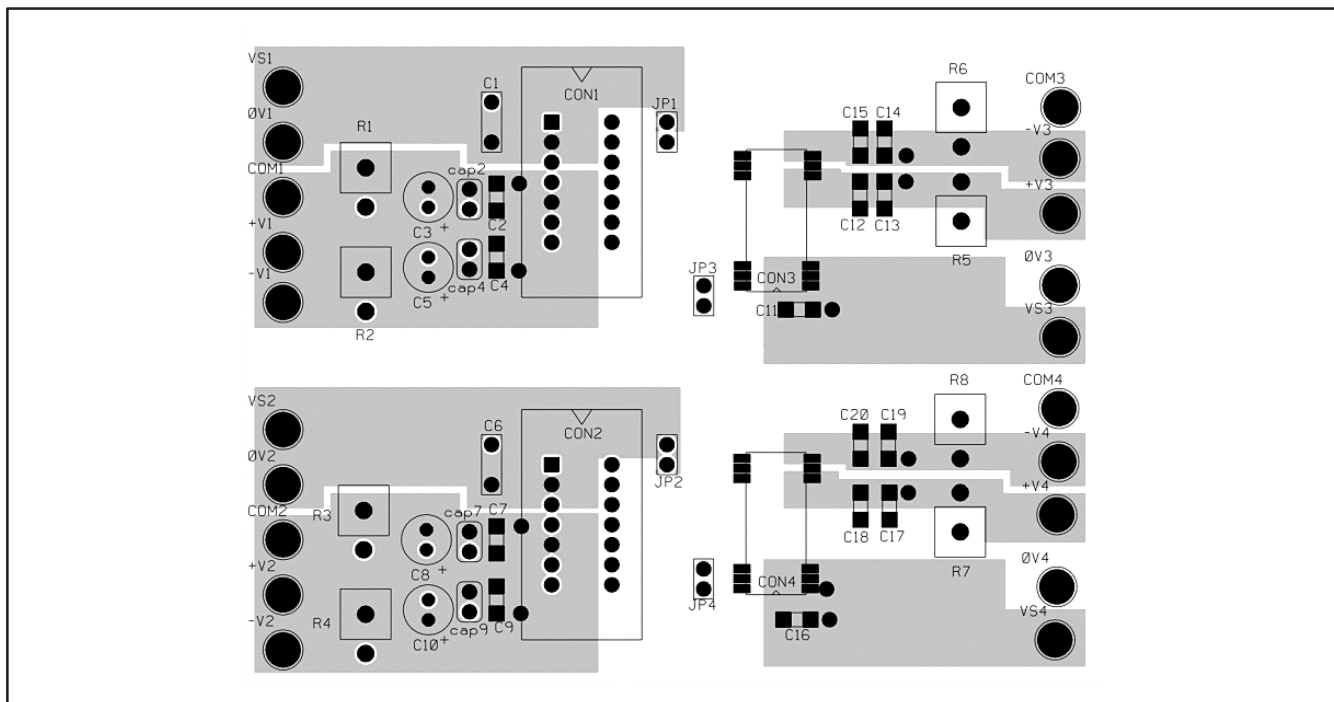 VS1
C1
CON1
JP1
ØV1
R1
COM1
cap2
C3 +
C2
+V1
-V1
C5 +
cap4
C4
R2
R6
COM3
C15 C14
-V3
+V3
C12 C13
R5
ØV3
JP3
CON3
C11
VS3
VS2
C6
CON2
ØV2
JP2
R3
COM2
cap7
C7
C8 +
+V2
R4
-V2
C10 +
cap9
C9
R8
COM4
C20 C19
-V4
+V4
C18 C17
R7
ØV4
JP4
CON4
VS4
C16